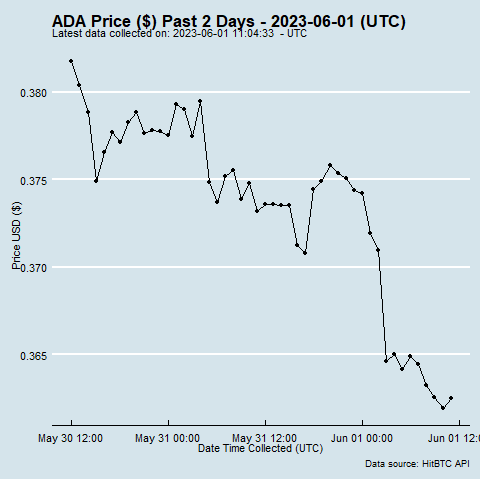 ADA Price ($) Past 2 Days - 2023-06-01 (UTC)
Latest data collected on: 2023-06-01 11:04:33 - UTC
0.380
0.375
0.370
0.365
Price USD ($)
May 30 12:00
May 31 00:00
May 31 12:00
Jun 01 00:00
Jun 01 12:
Date Time Collected (UTC)
Data source: HitBTC API